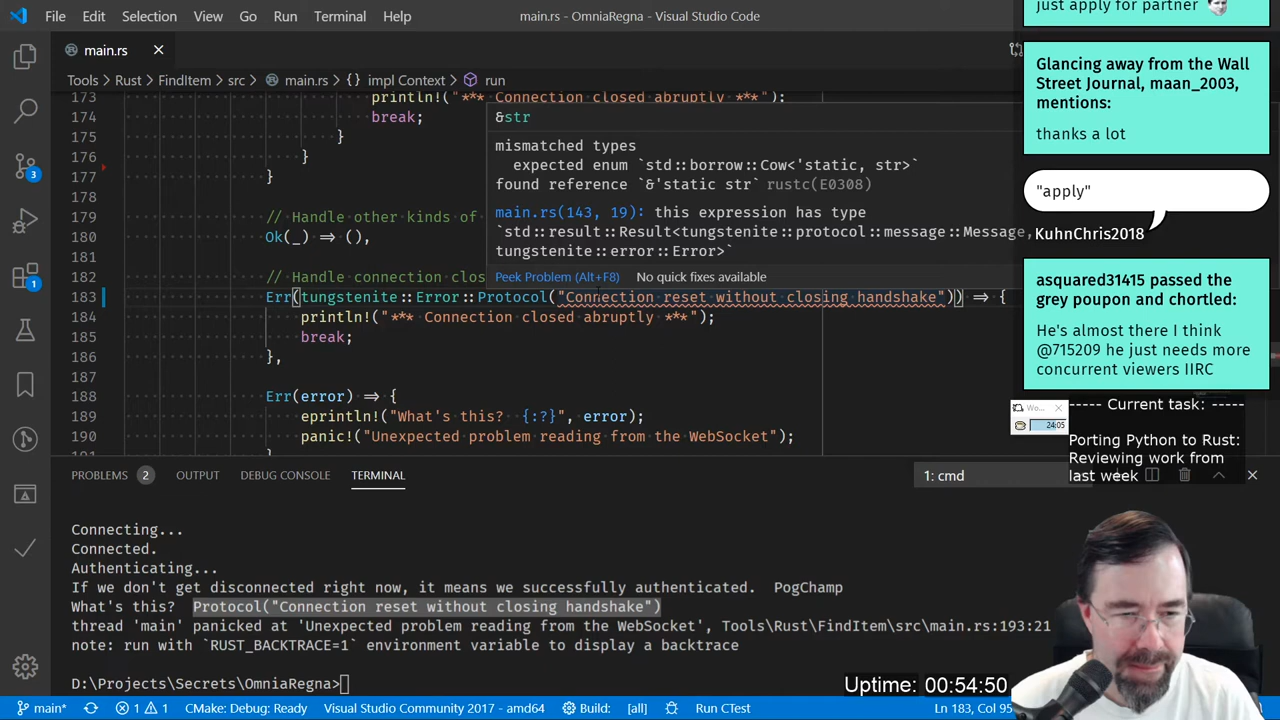 File Edit Selection View Go Run Terminal Help
main.rs - OmniaRegna - Visual Studio Code
main.rs
Tools > Rust > FindItem > src > main.rs > {} impl Context > run
173 println!("*** Connection closed abruptly ***");
174 break;
175 }
176 }
177 }
178
179 // Handle other kinds of
180 Ok(_) => (),
181
182 // Handle connection clos
183 Err(tungstenite::Error::Protocol("Connection reset without closing handshake")) => {
184 println!("*** Connection closed abruptly ***");
185 break;
186 },
187
188 Err(error) => {
189 eprintln!("What's this? {:?}", error);
190 panic!("Unexpected problem reading from the WebSocket");
&str
mismatched types
expected enum `std::borrow::Cow<'static, str>`
found reference `&'static str` rustc(E0308)
main.rs(143, 19): this expression has type
`std::result::Result<tungstenite::protocol::message::Message,
tungstenite::error::Error>`
Peek Problem (Alt+F8) No quick fixes available
just apply for partner
Glancing away from the Wall
Street Journal, maan_2003,
mentions:
thanks a lot
"apply"
KuhnChris2018
asquared31415 passed the
grey poupon and chortled:
He's almost there I think
@715209 he just needs more
concurrent viewers IIRC
Wo...
24:05
----- Current task: -----
Porting Python to Rust:
Reviewing work from
last week
PROBLEMS 2 OUTPUT DEBUG CONSOLE TERMINAL
1: cmd
Connecting...
Connected.
Authenticating...
If we don't get disconnected right now, it means we successfully authenticated. PogChamp
What's this? Protocol("Connection reset without closing handshake")
thread 'main' panicked at 'Unexpected problem reading from the WebSocket', Tools\Rust\FindItem\src\main.rs:193:21
note: run with `RUST_BACKTRACE=1` environment variable to display a backtrace
D:\Projects\Secrets\OmniaRegna>
Uptime: 00:54:50
3
1
main* 1 1 CMake: Debug: Ready Visual Studio Community 2017 - amd64 Build: [all] Run CTest Ln 183, Col 95